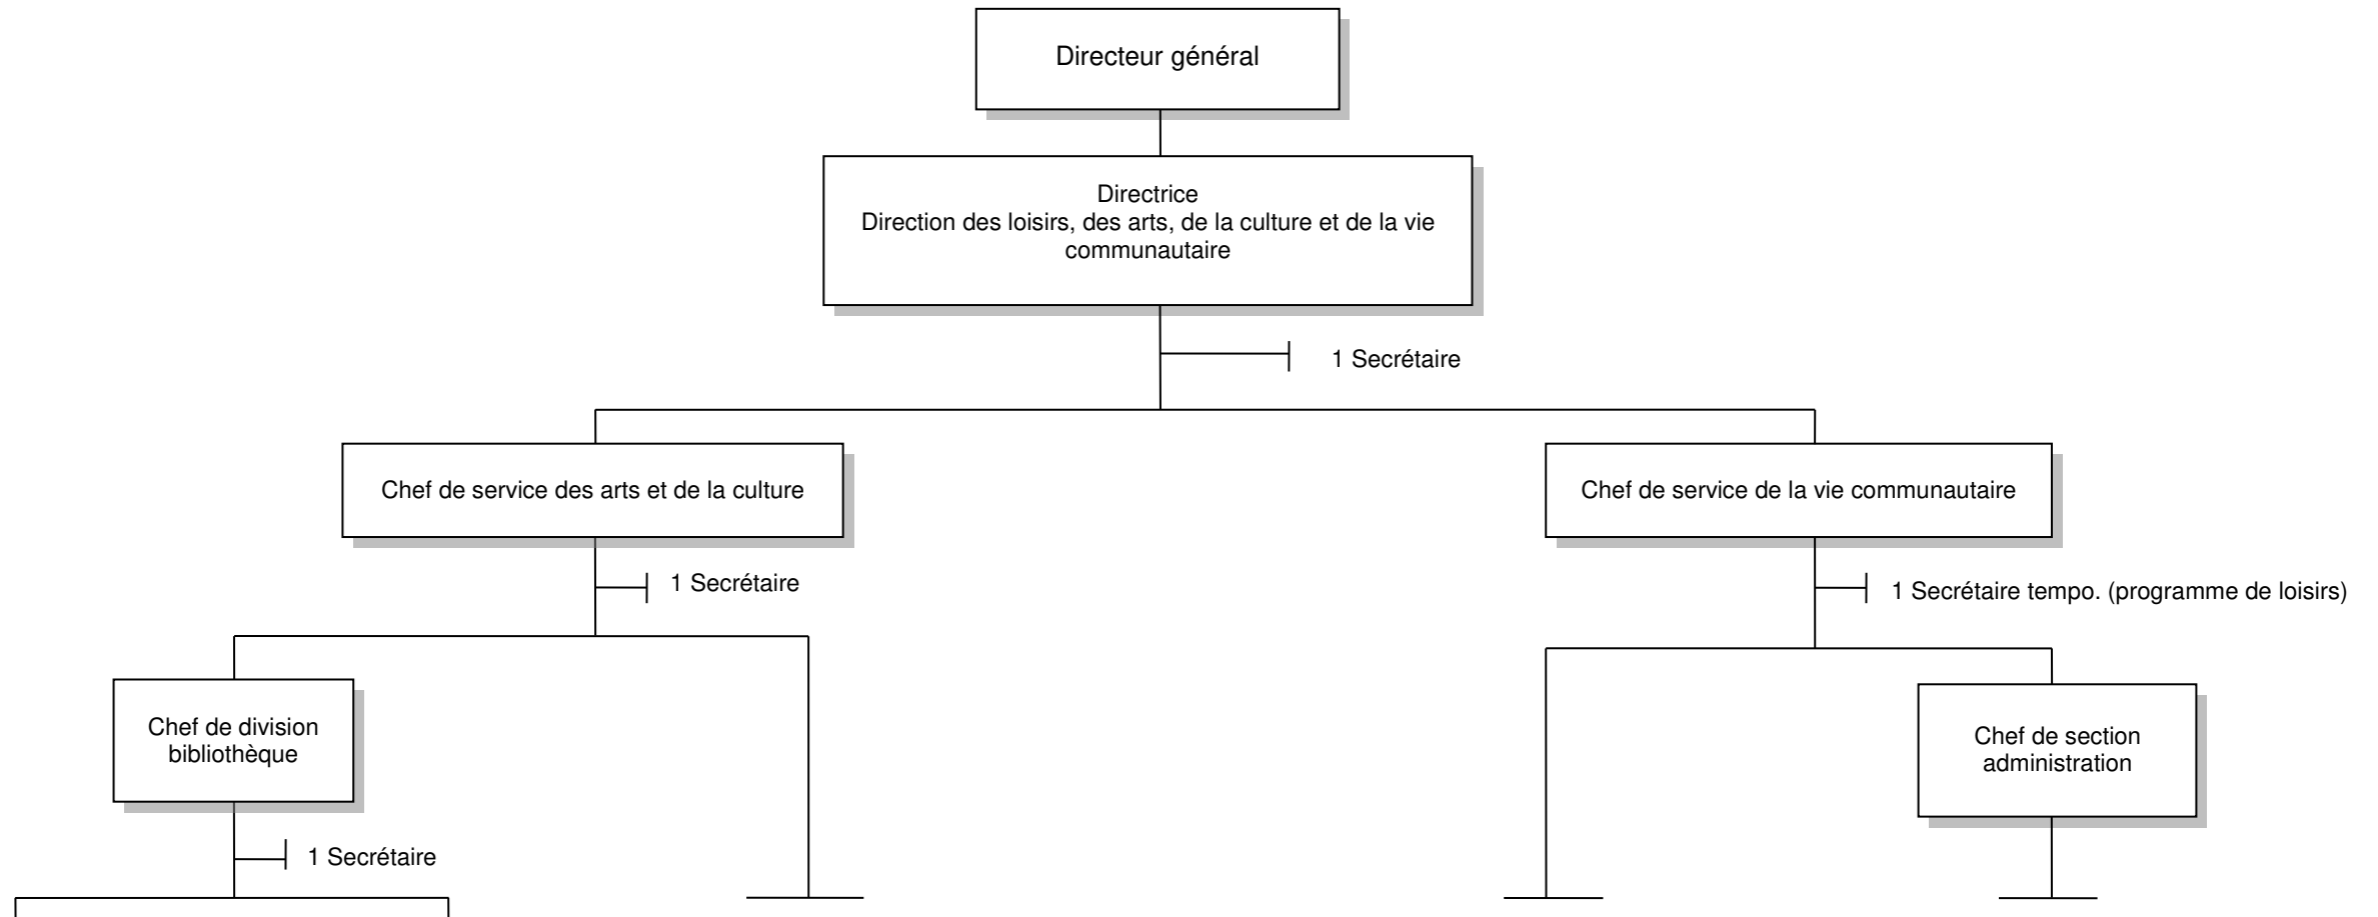 Directeur général
Directrice
Direction des loisirs, des arts, de la culture et de la vie
communautaire
1 Secrétaire
Chef de service des arts et de la culture
Chef de service de la vie communautaire
1 Secrétaire
1 Secrétaire tempo. (programme de loisirs)
Chef de division
bibliothèque
Chef de section
administration
1 Secrétaire